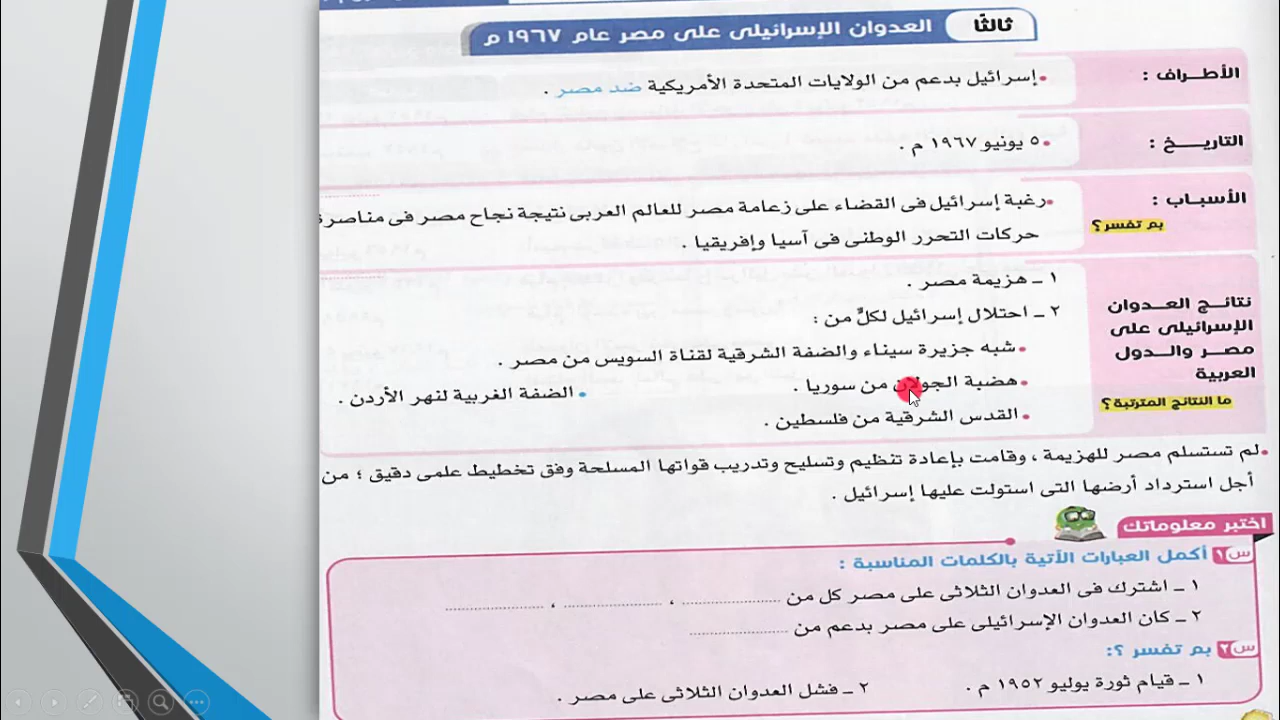 ثالثًا
العدوان الإسرائيلى على مصر عام ١٩٦٧ م
الأطـراف :
• إسرائيل بدعم من الولايات المتحدة الأمريكية ضد مصر .
التاريـــخ :
• ٥ يونيو ١٩٦٧ م .
الأسبـاب :
بم تفسر؟
• رغبة إسرائيل فى القضاء على زعامة مصر للعالم العربى نتيجة نجاح مصر فى مناصرة
حركات التحرر الوطنى فى آسيا وإفريقيا .
نتائـج العـدوان
الإسرائيلى على
مصـر والـدول
العربية
ما النتائج المترتبة؟
١ ـ هزيمة مصر .
٢ ـ احتلال إسرائيل لكلٍّ من :
• شبه جزيرة سيناء والضفة الشرقية لقناة السويس من مصر .
• هضبة الجولان من سوريا .
• الضفة الغربية لنهر الأردن .
• القدس الشرقية من فلسطين .
• لم تستسلم مصر للهزيمة ، وقامت بإعادة تنظيم وتسليح وتدريب قواتها المسلحة وفق تخطيط علمى دقيق ؛ من
أجل استرداد أرضها التى استولت عليها إسرائيل .
اختبر معلوماتك
س١ أكمل العبارات الآتية بالكلمات المناسبة :
١ ـ اشترك فى العدوان الثلاثى على مصر كل من .................... ، .................... ، ....................
٢ ـ كان العدوان الإسرائيلى على مصر بدعم من ....................
س٢ بم تفسر ؟:
١ ـ قيام ثورة يوليو ١٩٥٢ م .
٢ ـ فشل العدوان الثلاثى على مصر .